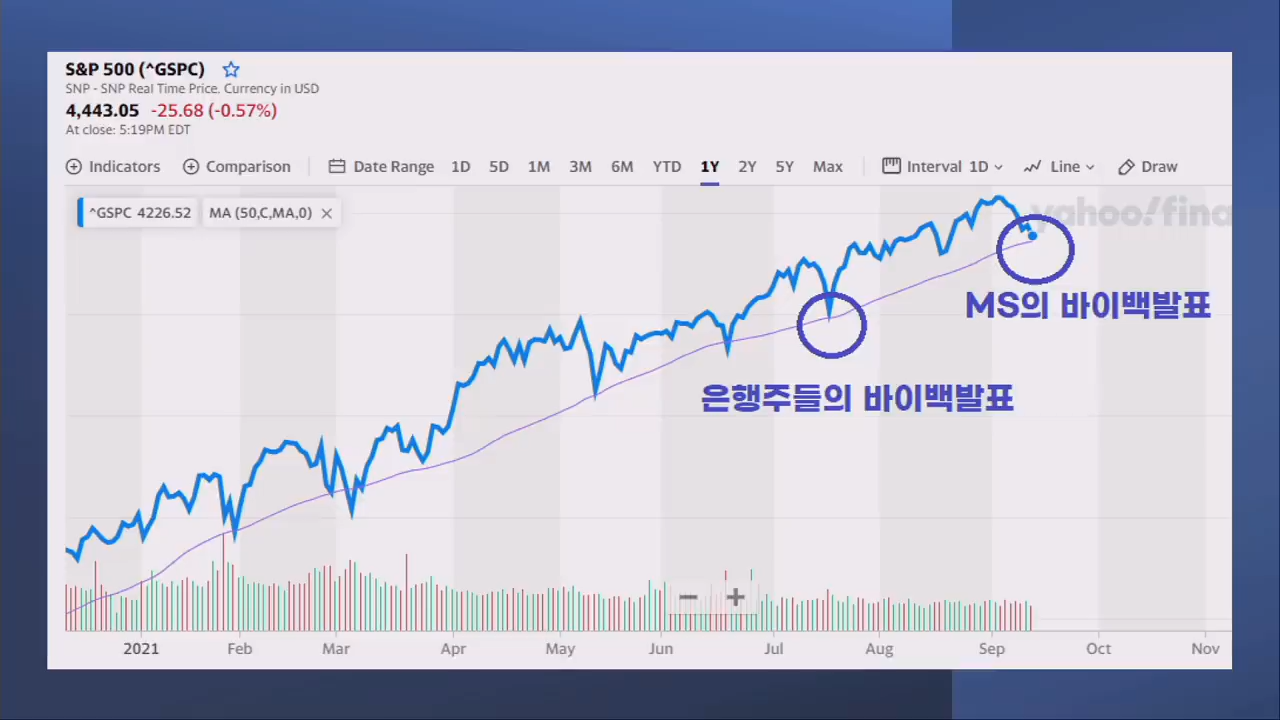 S&P 500 (^GSPC)
SNP - SNP Real Time Price. Currency in USD
4,443.05 -25.68 (-0.57%)
At close: 5:19PM EDT
Indicators Comparison Date Range 1D 5D 1M 3M 6M YTD 1Y 2Y 5Y Max Interval 1D Line Draw
^GSPC 4226.52 MA (50,C,MA,0)
yahoo!fina
MS의 바이백발표
은행주들의 바이백발표
2021 Feb Mar Apr May Jun Jul Aug Sep Oct Nov